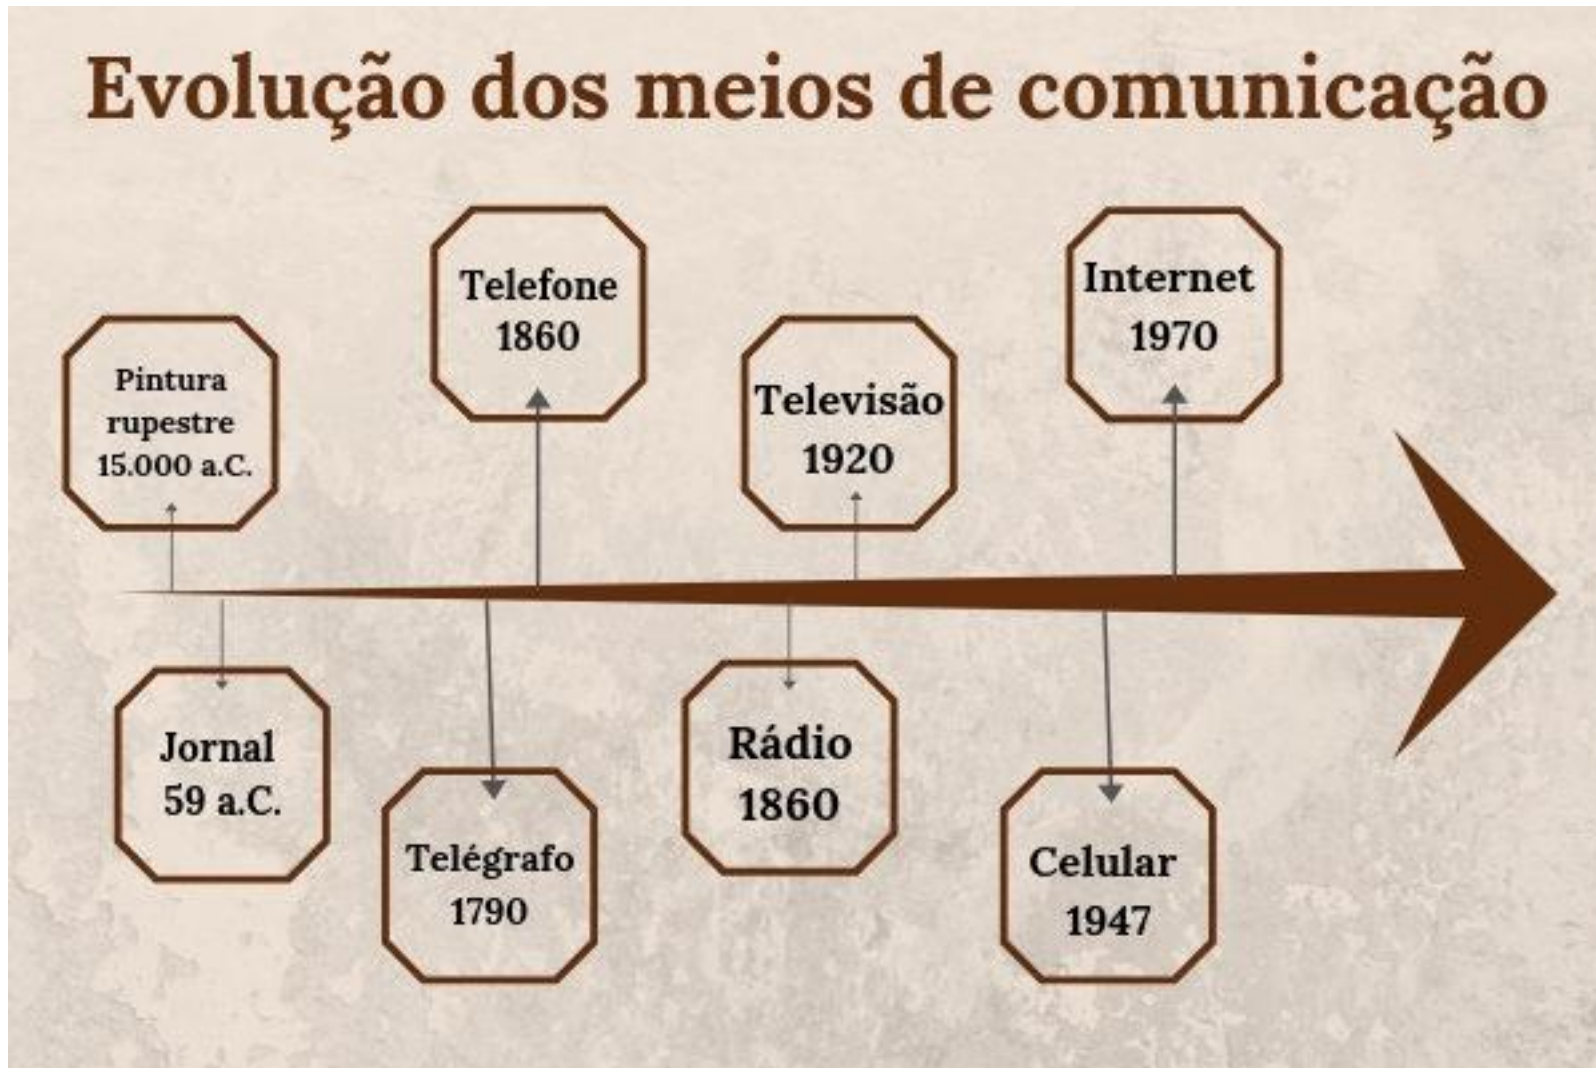 Evolução dos meios de comunicação
Pintura
rupestre
15.000 a.C.
Jornal
59 a.C.
Telégrafo
1790
Telefone
1860
Rádio
1860
Televisão
1920
Celular
1947
Internet
1970